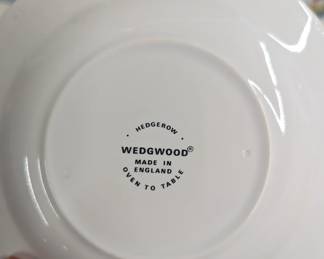 · HEDGEROW ·
WEDGWOOD®
MADE IN
ENGLAND
OVEN TO TABLE